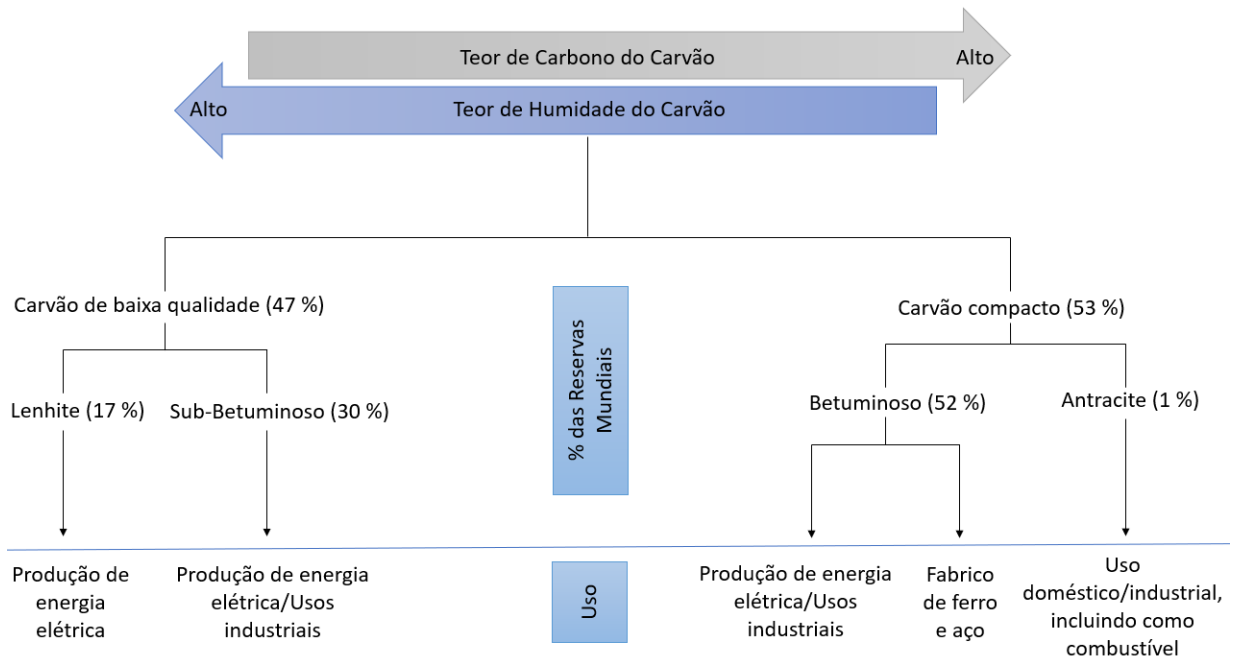 Teor de Carbono do Carvão
Alto
Alto
Teor de Humidade do Carvão
Carvão de baixa qualidade (47 %)
Carvão compacto (53 %)
% das Reservas
Mundiais
Lenhite (17 %)
Sub-Betuminoso (30 %)
Betuminoso (52 %)
Antracite (1 %)
Produção de
energia
elétrica
Produção de energia
elétrica/Usos
industriais
Uso
Produção de energia
elétrica/Usos
industriais
Fabrico
de ferro
e aço
Uso
doméstico/industrial,
incluindo como
combustível